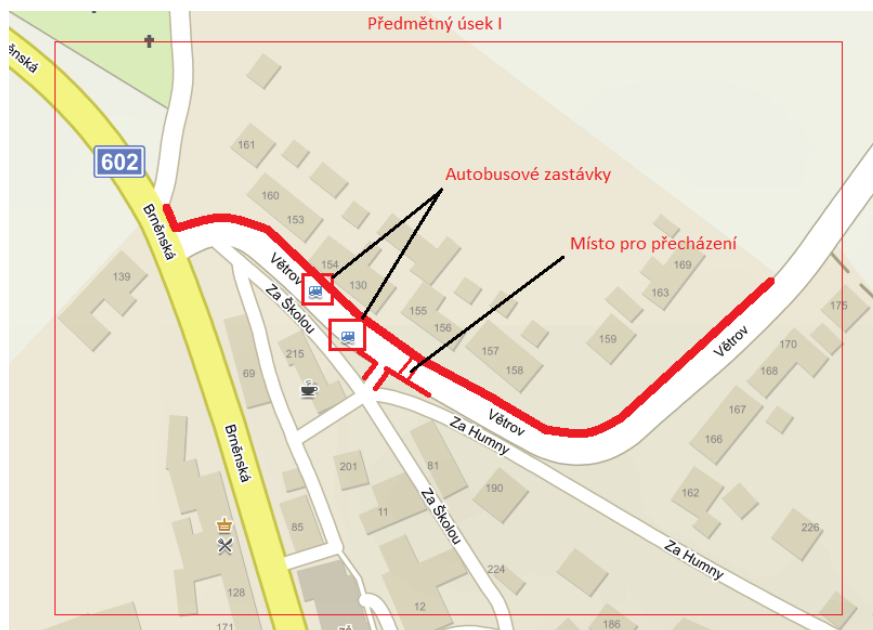 Předmětný úsek I
602
Autobusové zastávky
Místo pro přecházení
Brněnská
161
160
153
139
154
130
Větrov
Za Školou
155
156
157
158
169
163
159
175
170
168
167
166
Větrov
215
69
Větrov
Za Humny
Brněnská
201
81
11
190
Za Školou
85
162
226
Za Humny
224
128
12
171
186